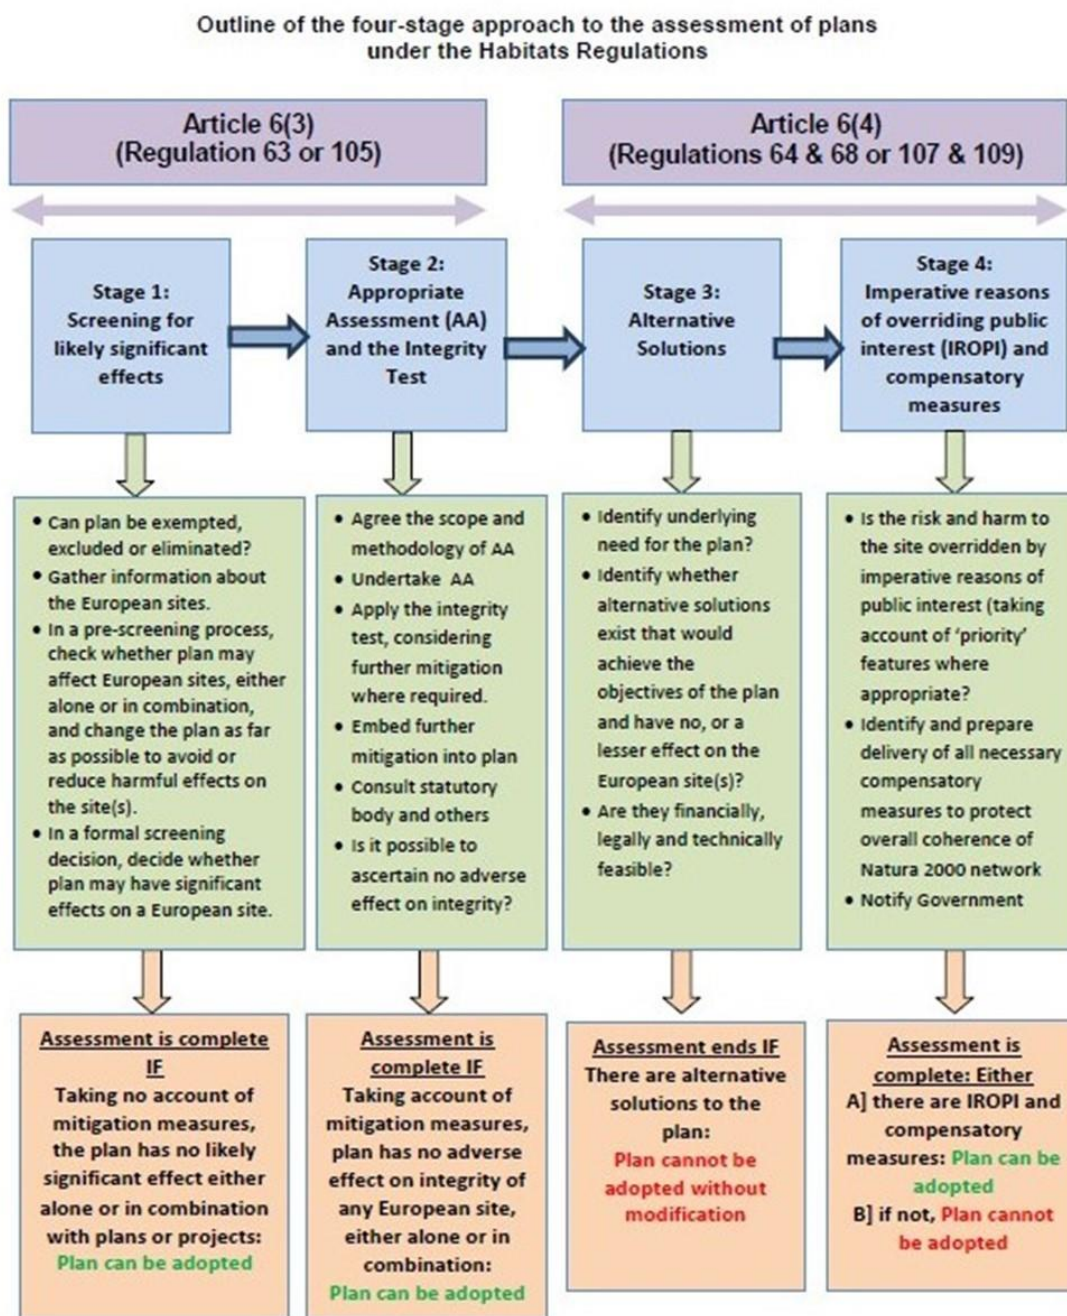 Outline of the four-stage approach to the assessment of plans
under the Habitats Regulations
Article 6(3)
(Regulation 63 or 105)
Article 6(4)
(Regulations 64 & 68 or 107 & 109)
Stage 1:
Screening for
likely significant
effects
Stage 2:
Appropriate
Assessment (AA)
and the Integrity
Test
Stage 3:
Alternative
Solutions
Stage 4:
Imperative reasons
of overriding public
interest (IROPI) and
compensatory
measures
• Can plan be exempted,
excluded or eliminated?
• Gather information about
the European sites.
• In a pre-screening process,
check whether plan may
affect European sites, either
alone or in combination,
and change the plan as far
as possible to avoid or
reduce harmful effects on
the site(s).
• In a formal screening
decision, decide whether
plan may have significant
effects on a European site.
• Agree the scope and
methodology of AA
• Undertake AA
• Apply the integrity
test, considering
further mitigation
where required.
• Embed further
mitigation into plan
• Consult statutory
body and others
• Is it possible to
ascertain no adverse
effect on integrity?
• Identify underlying
need for the plan?
• Identify whether
alternative solutions
exist that would
achieve the
objectives of the plan
and have no, or a
lesser effect on the
European site(s)?
• Are they financially,
legally and technically
feasible?
• Is the risk and harm to
the site overridden by
imperative reasons of
public interest (taking
account of ‘priority’
features where
appropriate?
• Identify and prepare
delivery of all necessary
compensatory
measures to protect
overall coherence of
Natura 2000 network
• Notify Government
Assessment is complete
IF
Taking no account of
mitigation measures,
the plan has no likely
significant effect either
alone or in combination
with plans or projects:
Plan can be adopted
Assessment is
complete IF
Taking account of
mitigation measures,
plan has no adverse
effect on integrity of
any European site,
either alone or in
combination:
Plan can be adopted
Assessment ends IF
There are alternative
solutions to the
plan:
Plan cannot be
adopted without
modification
Assessment is
complete: Either
A] there are IROPI and
compensatory
measures: Plan can be
adopted
B] if not, Plan cannot
be adopted